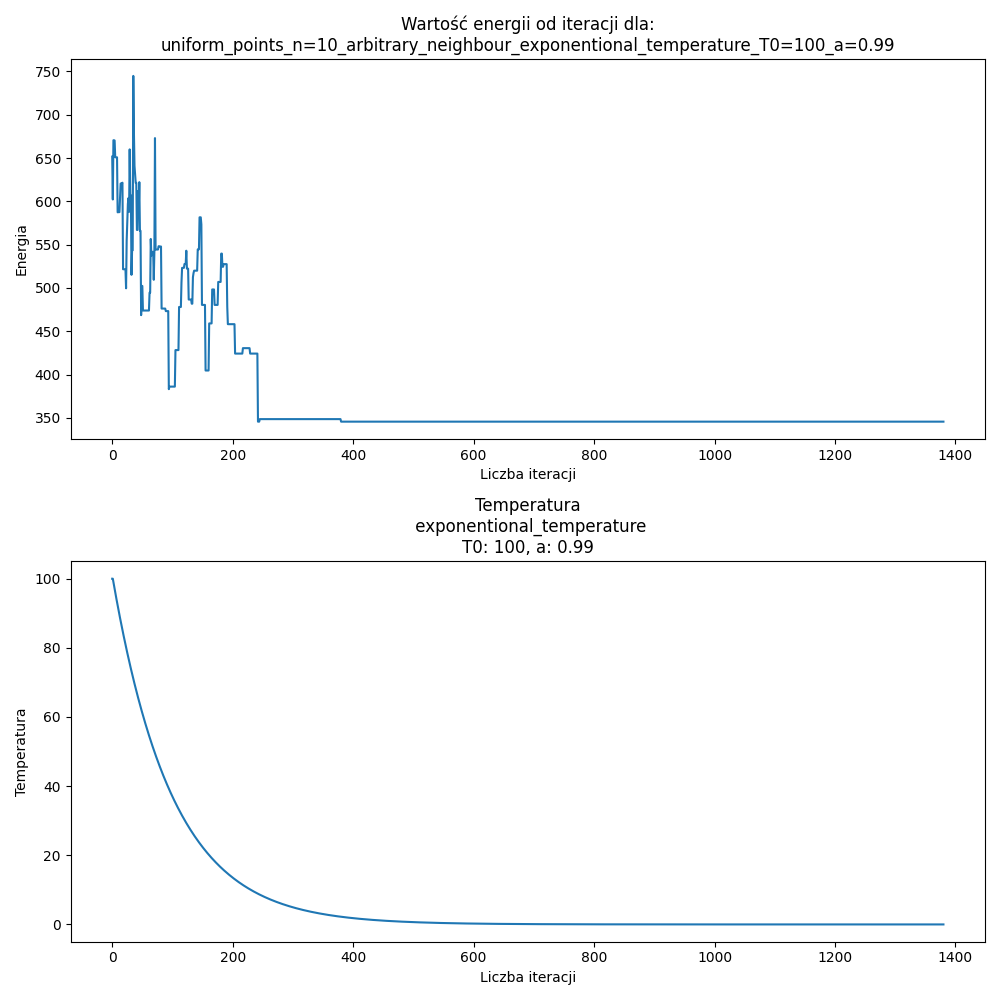 Wartość energii od iteracji dla:
uniform_points_n=10_arbitrary_neighbour_exponentional_temperature_T0=100_a=0.99
750
700
650
600
550
500
450
400
350
Energia
0 200 400 600 800 1000 1200 1400
Liczba iteracji
Temperatura
exponentional_temperature
T0: 100, a: 0.99
100
80
60
40
20
0
Temperatura
0 200 400 600 800 1000 1200 1400
Liczba iteracji